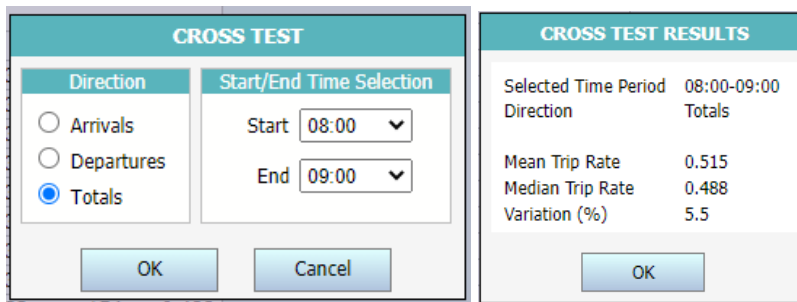 CROSS TEST
Direction
Arrivals
Departures
Totals
Start/End Time Selection
Start 08:00
End 09:00
OK Cancel
CROSS TEST RESULTS
Selected Time Period 08:00-09:00
Direction Totals
Mean Trip Rate 0.515
Median Trip Rate 0.488
Variation (%) 5.5
OK